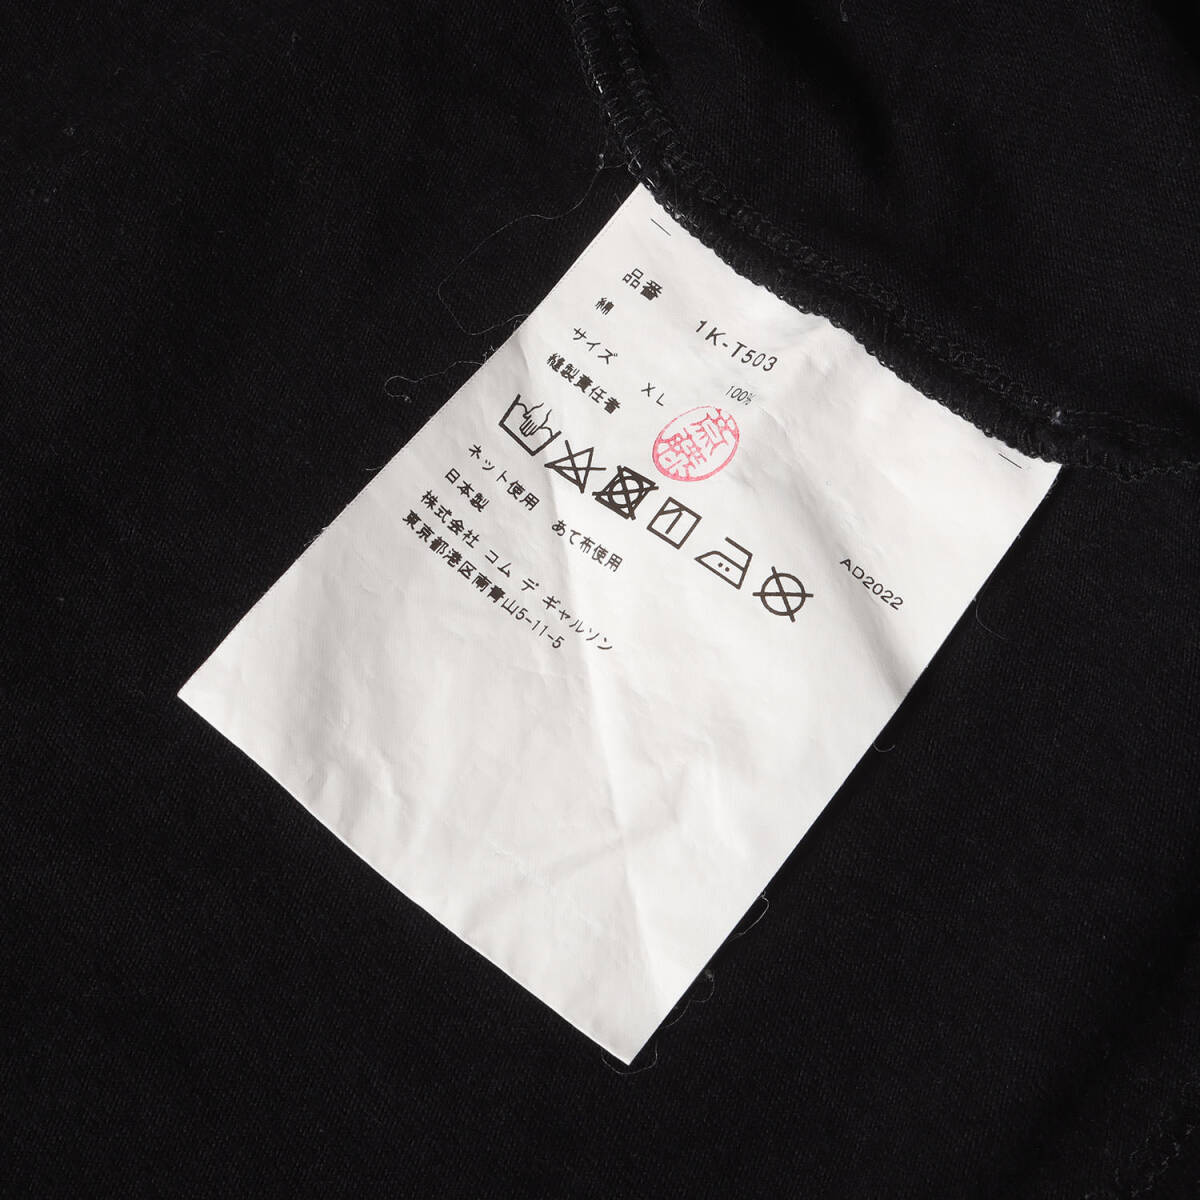 品番 1K-T503
綿 100%
サイズ XL
縫製責任者
ネット使用 あて布使用
日本製
株式会社 コム デ ギャルソン
東京都港区南青山5-11-5
AD2022